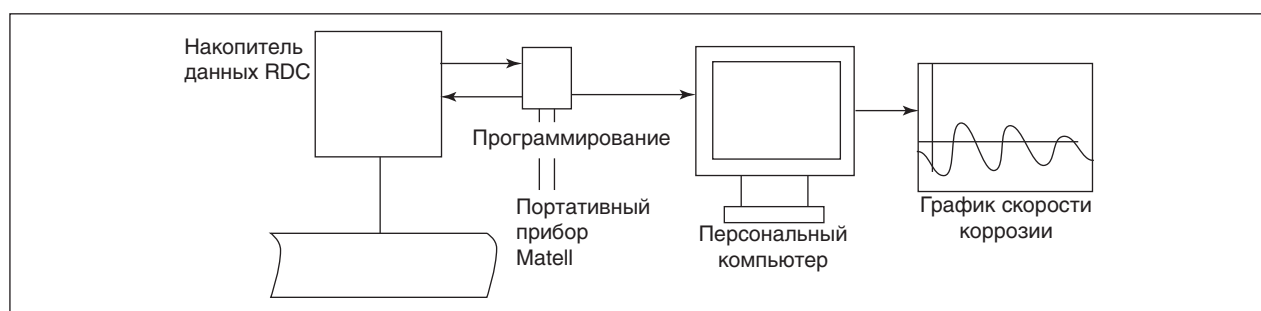 Накопитель
данных RDC
Программирование
Портативный
прибор
Matell
Персональный
компьютер
График скорости
коррозии